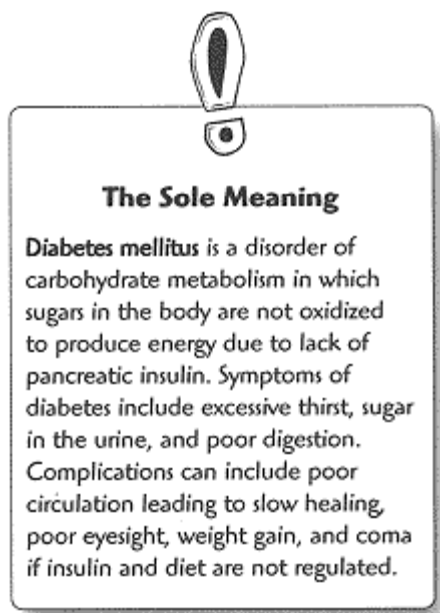 The Sole Meaning
Diabetes mellitus is a disorder of
carbohydrate metabolism in which
sugars in the body are not oxidized
to produce energy due to lack of
pancreatic insulin. Symptoms of
diabetes include excessive thirst, sugar
in the urine, and poor digestion.
Complications can include poor
circulation leading to slow healing,
poor eyesight, weight gain, and coma
if insulin and diet are not regulated.